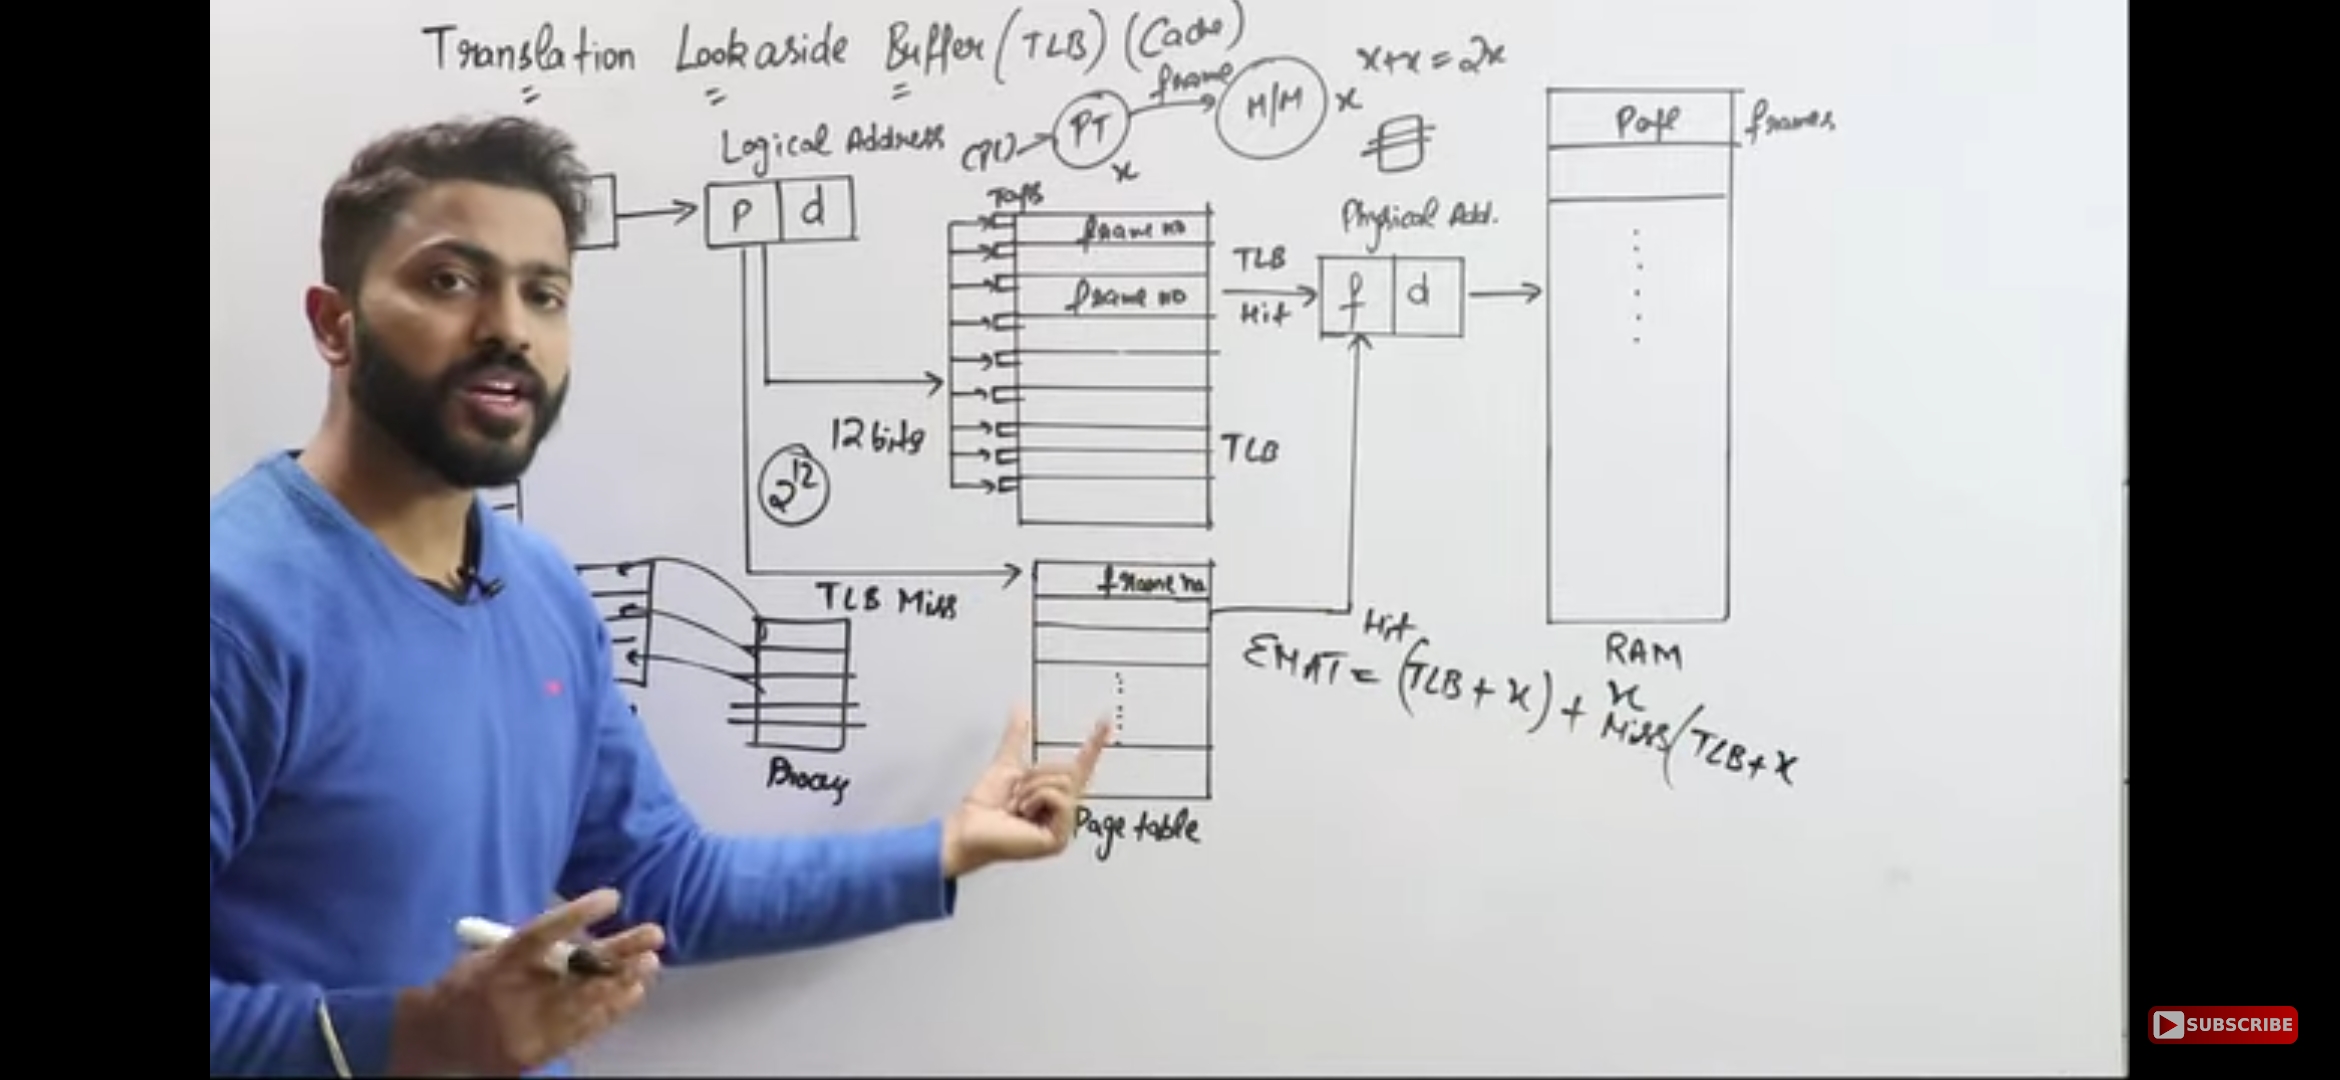 Translation Lookaside Buffer (TLB) (Cache)
x+x = 2x
frame
CPU
PT
M/M
x
x
Logical Address
p d
Tags
frame no
frame no
TLB
Hit
Physical Add.
f d
Page
frames
12 bits
2^12
TLB
TLB Miss
frame no
Page table
RAM
x
Hit
EMAT = (TLB + x) + Miss(TLB+x
SUBSCRIBE